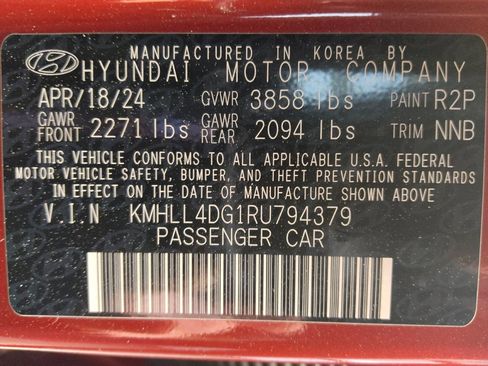 MANUFACTURED IN KOREA BY
HYUNDAI MOTOR COMPANY
APR/18/24 GVWR 3858 lbs PAINT R2P
GAWR FRONT 2271 lbs GAWR REAR 2094 lbs TRIM NNB
THIS VEHICLE CONFORMS TO ALL APPLICABLE U.S.A. FEDERAL
MOTOR VEHICLE SAFETY, BUMPER, AND THEFT PREVENTION STANDARDS
IN EFFECT ON THE DATE OF MANUFACTURE SHOWN ABOVE
V.I.N KMHLL4DG1RU794379
PASSENGER CAR